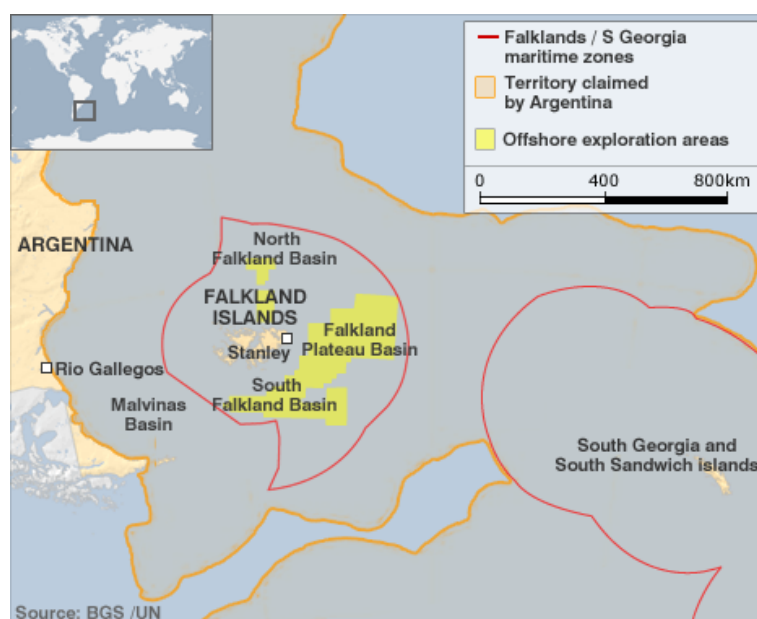 Falklands / S Georgia
maritime zones
Territory claimed
by Argentina
Offshore exploration areas
0 400 800km
ARGENTINA
North
Falkland Basin
FALKLAND
ISLANDS
Stanley
Falkland
Plateau Basin
Rio Gallegos
South
Falkland Basin
Malvinas
Basin
South Georgia and
South Sandwich islands
Source: BGS /UN